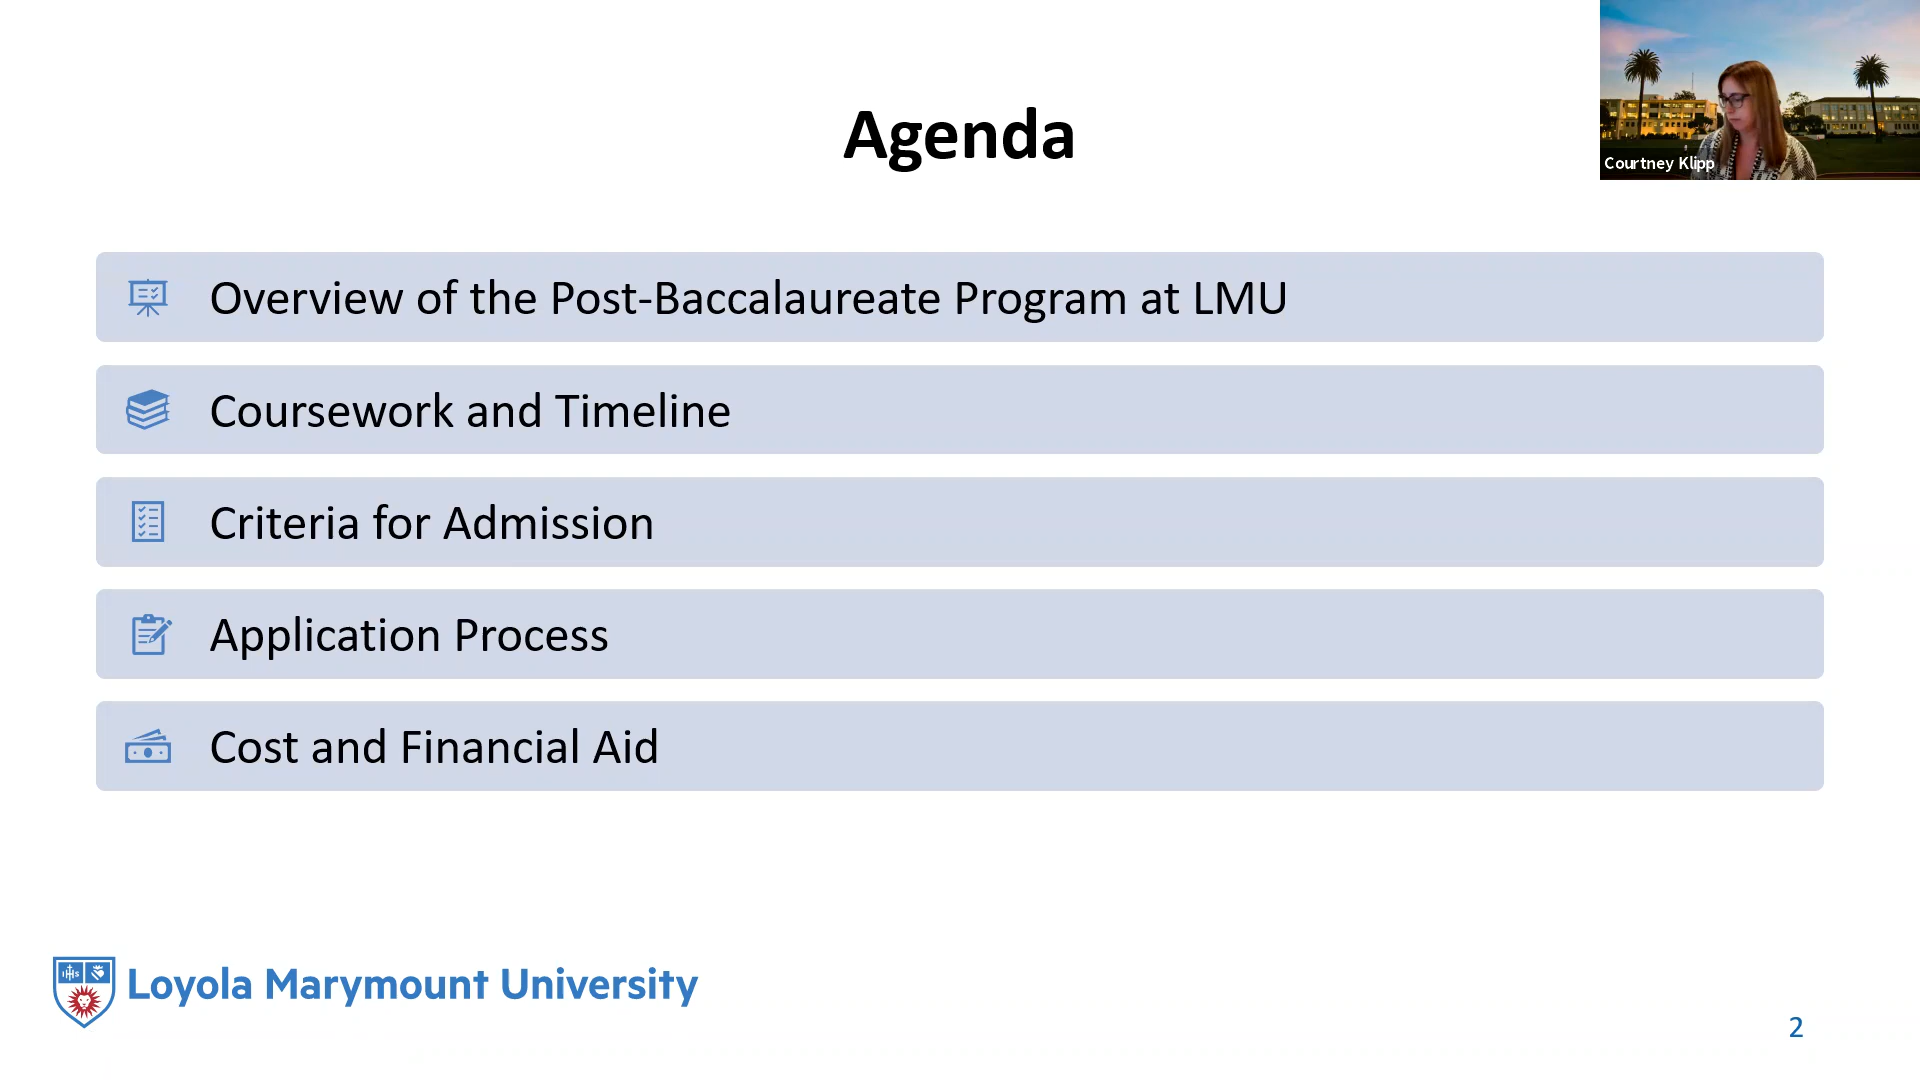 Agenda
Courtney Klipp
Overview of the Post-Baccalaureate Program at LMU
Coursework and Timeline
Criteria for Admission
Application Process
Cost and Financial Aid
IHS
Loyola Marymount University
2